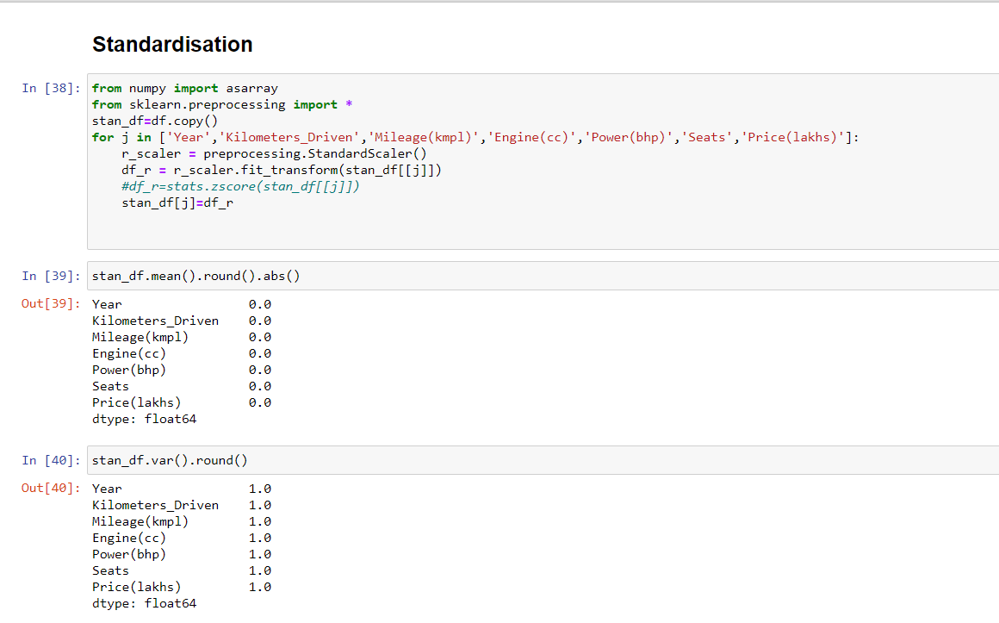 Standardisation
In [38]:
from numpy import asarray
from sklearn.preprocessing import *
stan_df=df.copy()
for j in ['Year','Kilometers_Driven','Mileage(kmpl)','Engine(cc)','Power(bhp)','Seats','Price(lakhs)']:
    r_scaler = preprocessing.StandardScaler()
    df_r = r_scaler.fit_transform(stan_df[[j]])
    #df_r=stats.zscore(stan_df[[j]])
    stan_df[j]=df_r
In [39]: stan_df.mean().round().abs()
Out[39]: Year 0.0
Kilometers_Driven 0.0
Mileage(kmpl) 0.0
Engine(cc) 0.0
Power(bhp) 0.0
Seats 0.0
Price(lakhs) 0.0
dtype: float64
In [40]: stan_df.var().round()
Out[40]: Year 1.0
Kilometers_Driven 1.0
Mileage(kmpl) 1.0
Engine(cc) 1.0
Power(bhp) 1.0
Seats 1.0
Price(lakhs) 1.0
dtype: float64